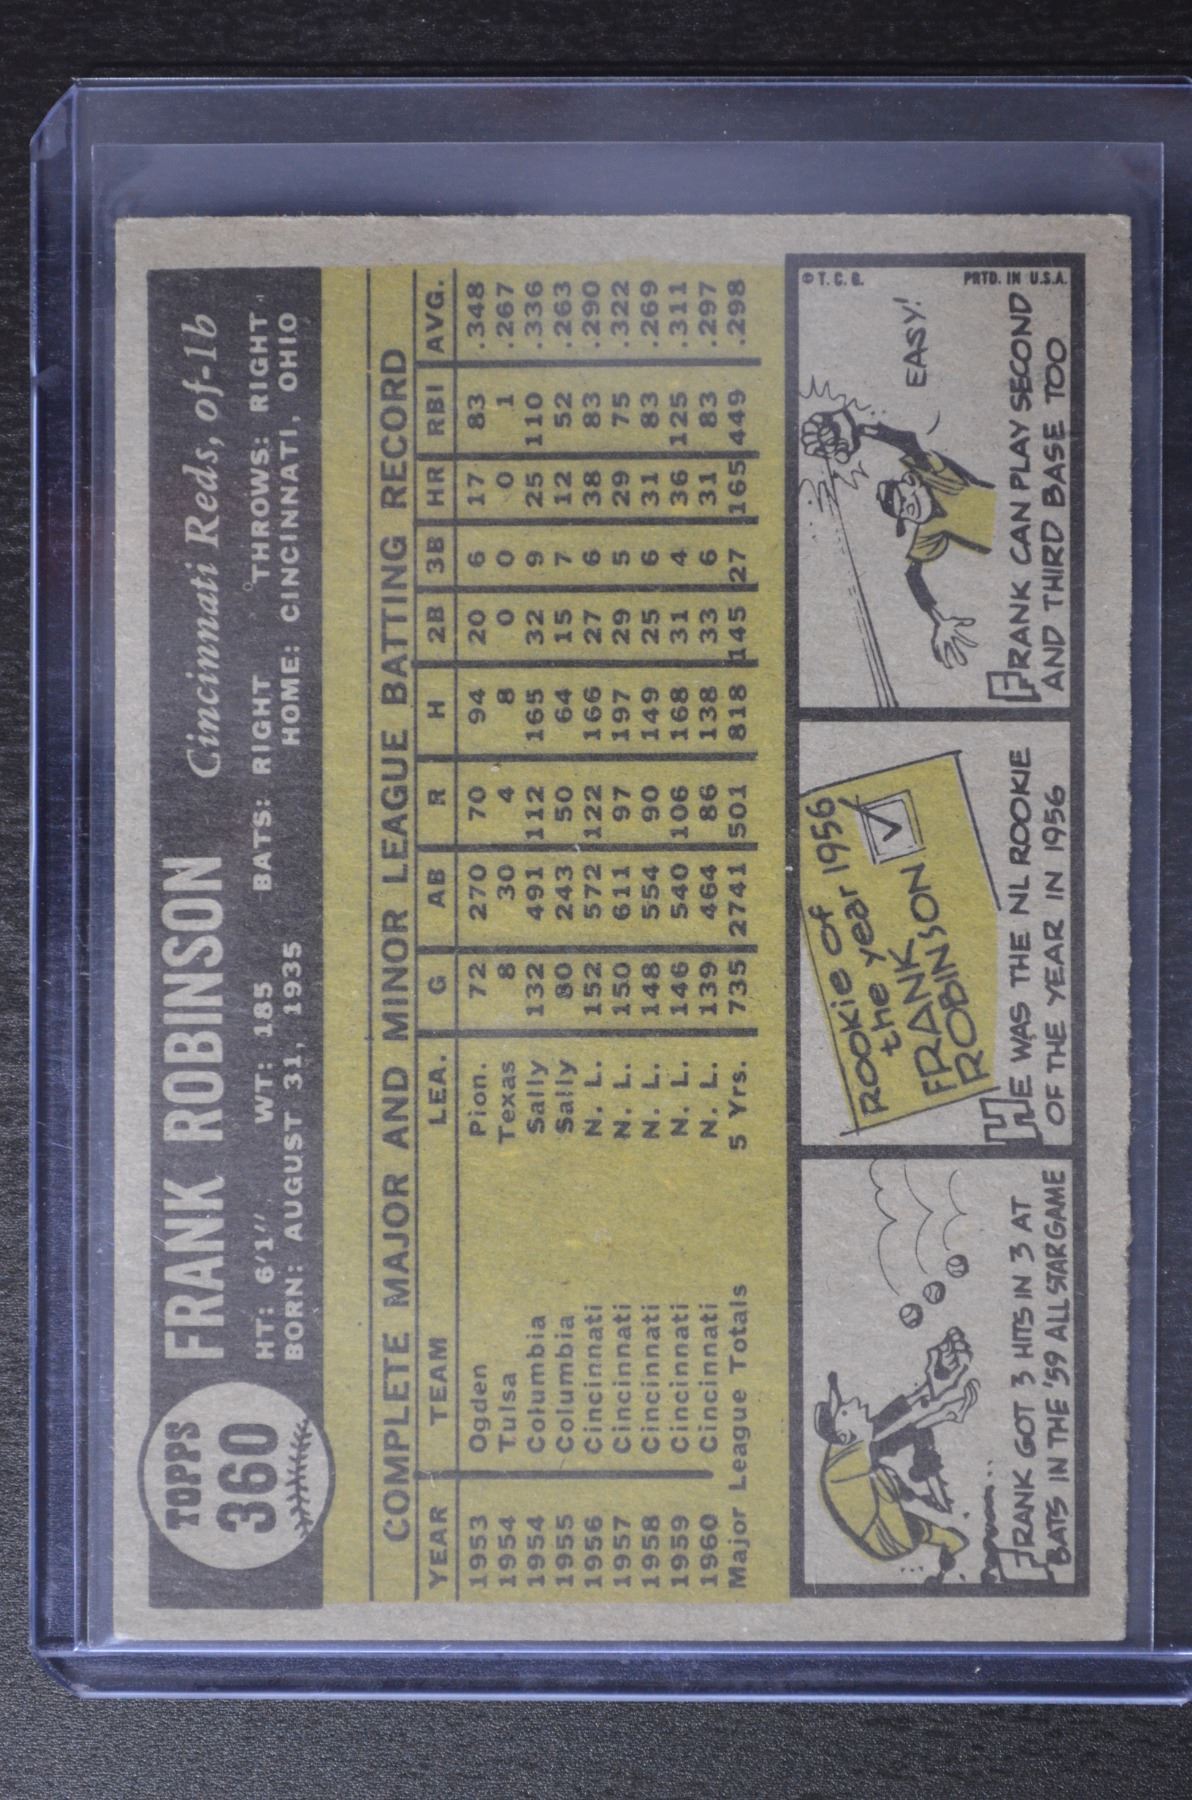 TOPPS
360
FRANK ROBINSON Cincinnati Reds, of-1b
HT: 6'1" WT: 185 BATS: RIGHT THROWS: RIGHT
BORN: AUGUST 31, 1935 HOME: CINCINNATI, OHIO
COMPLETE MAJOR AND MINOR LEAGUE BATTING RECORD
YEAR TEAM LEA. G AB R H 2B 3B HR RBI AVG.
1953 Ogden Pion. 72 270 70 94 20 6 17 83 .348
1954 Tulsa Texas 8 30 4 8 0 0 0 1 .267
1954 Columbia Sally 132 491 112 165 32 9 25 110 .336
1955 Columbia Sally 80 243 50 64 15 7 12 52 .263
1956 Cincinnati N. L. 152 572 122 166 27 6 38 83 .290
1957 Cincinnati N. L. 150 611 97 197 29 5 29 75 .322
1958 Cincinnati N. L. 148 554 90 149 25 6 31 83 .269
1959 Cincinnati N. L. 146 540 106 168 31 4 36 125 .311
1960 Cincinnati N. L. 139 464 86 138 33 6 31 83 .297
Major League Totals 5 Yrs. 735 2741 501 818 145 27 165 449 .298
FRANK GOT 3 HITS IN 3 AT
BATS IN THE '59 ALL STAR GAME
ROOKiE of
the year 1956
FRANK
ROBINSON
HE WAS THE NL ROOKIE
OF THE YEAR IN 1956
© T. C. G.
EASY!
PRTD. IN U.S.A.
FRANK CAN PLAY SECOND
AND THIRD BASE TOO